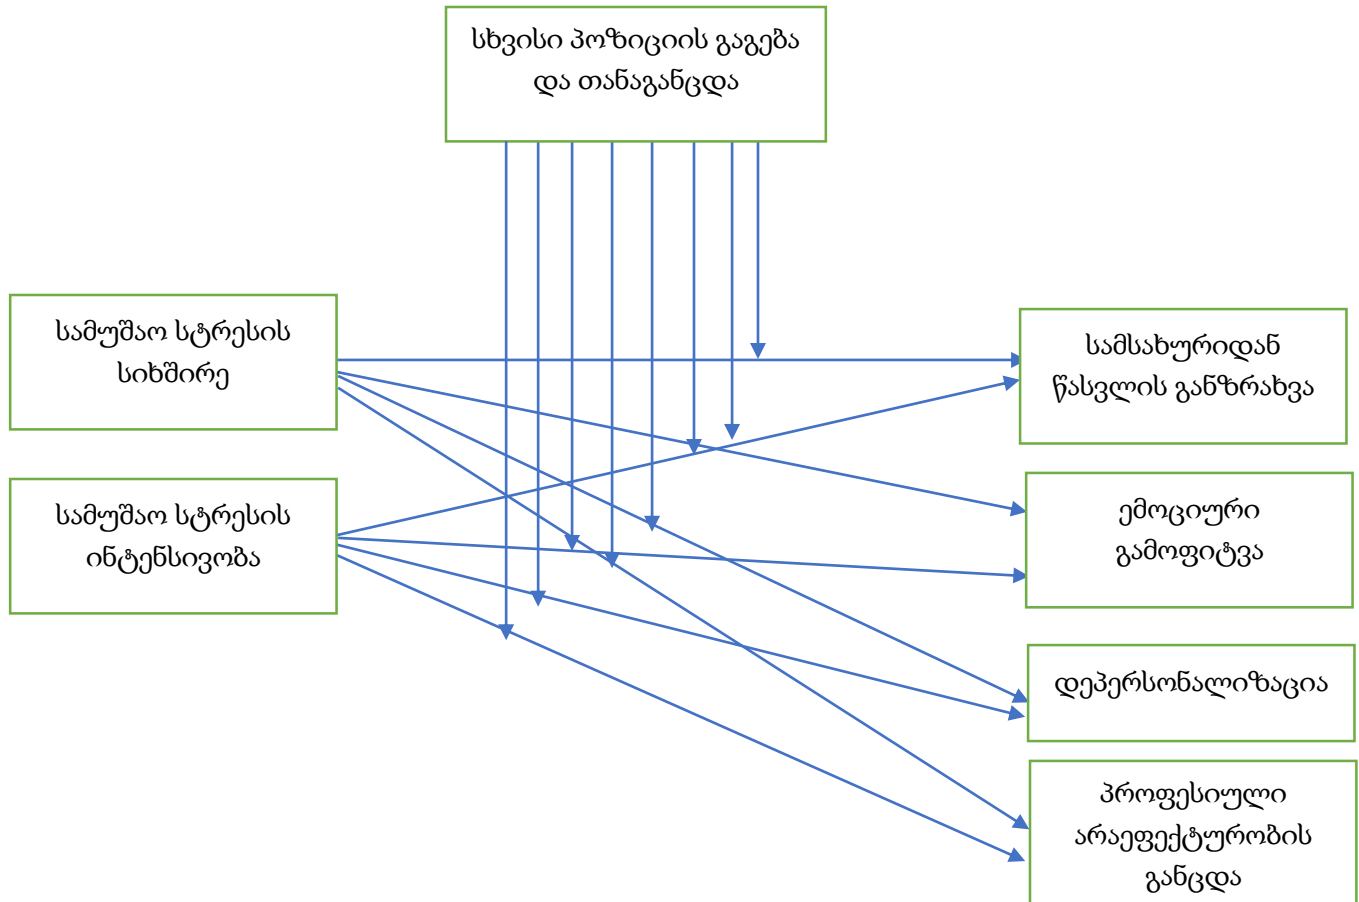 სხვისი პოზიციის გაგება
და თანაგანცდა
სამუშაო სტრესის
სიხშირე
სამუშაო სტრესის
ინტენსივობა
სამსახურიდან
წასვლის განზრახვა
ემოციური
გამოფიტვა
დეპერსონალიზაცია
პროფესიული
არაეფექტურობის
განცდა